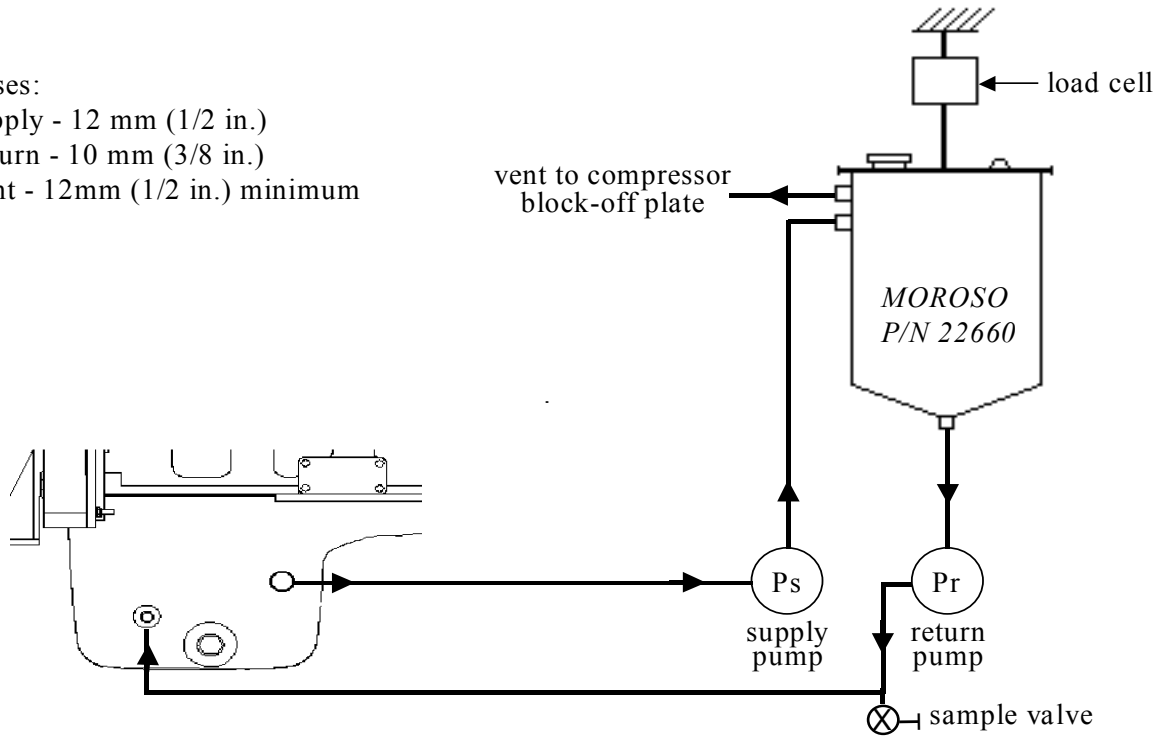 ses:
pply - 12 mm (1/2 in.)
urn - 10 mm (3/8 in.)
nt - 12mm (1/2 in.) minimum
load cell
vent to compressor
block-off plate
MOROSO
P/N 22660
Ps
Pr
supply
pump
return
pump
sample valve